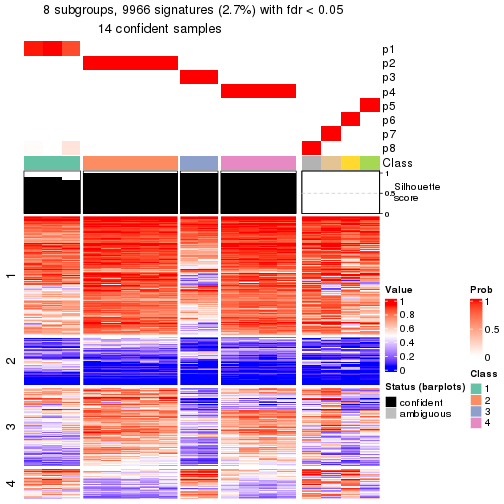 8 subgroups, 9966 signatures (2.7%) with fdr < 0.05
14 confident samples
p1
p2
p3
p4
p5
p6
p7
p8
Class
1
0.5
0
Silhouette
score
1
2
3
4
Value
1
0.8
0.6
0.4
0.2
0
Prob
1
0.5
0
Status (barplots)
confident
ambiguous
Class
1
2
3
4